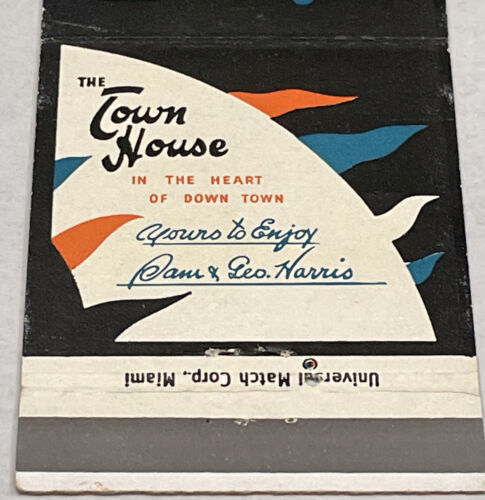 THE
Town
House
IN THE HEART
OF DOWN TOWN
Yours to Enjoy
Sam & Geo. Harris
Universal Match Corp., Miami